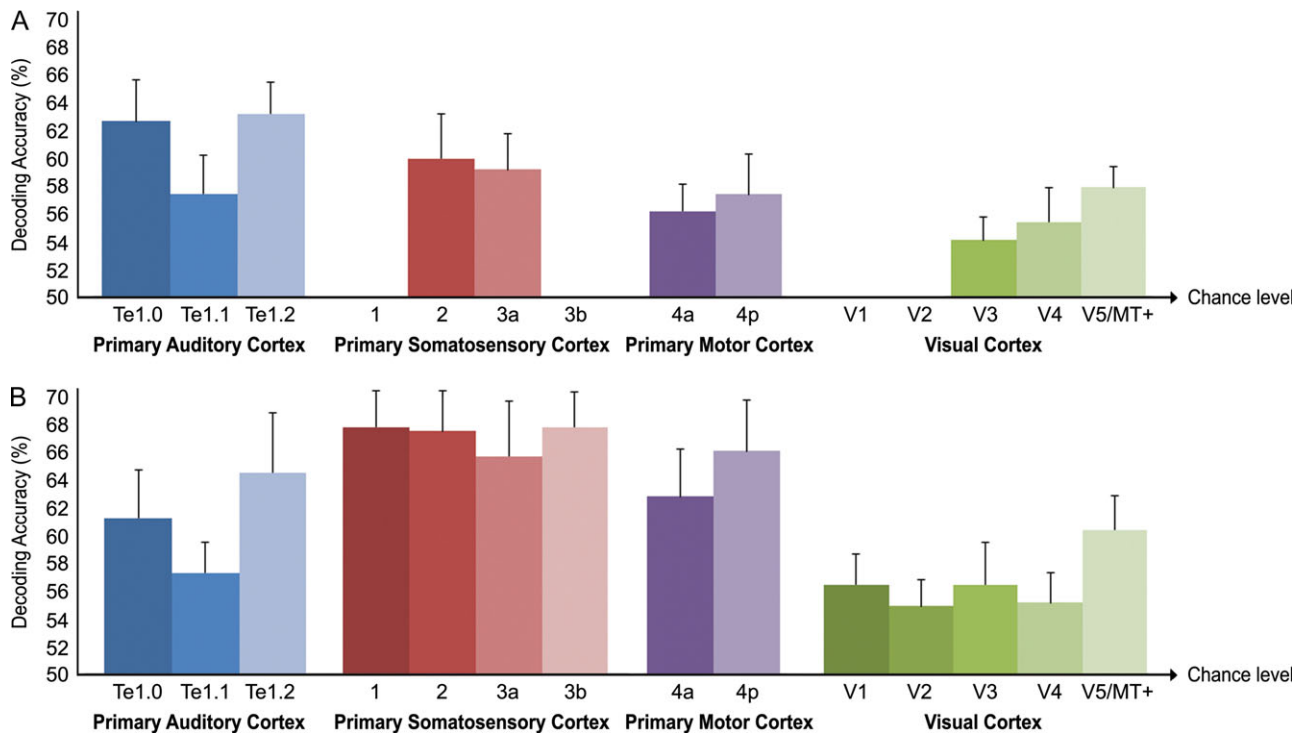 A
70
68
66
64
62
60
58
56
54
52
50
Decoding Accuracy (%)
Te1.0 Te1.1 Te1.2 1 2 3a 3b 4a 4p V1 V2 V3 V4 V5/MT+ Chance level
Primary Auditory Cortex Primary Somatosensory Cortex Primary Motor Cortex Visual Cortex
B
70
68
66
64
62
60
58
56
54
52
50
Decoding Accuracy (%)
Te1.0 Te1.1 Te1.2 1 2 3a 3b 4a 4p V1 V2 V3 V4 V5/MT+ Chance level
Primary Auditory Cortex Primary Somatosensory Cortex Primary Motor Cortex Visual Cortex